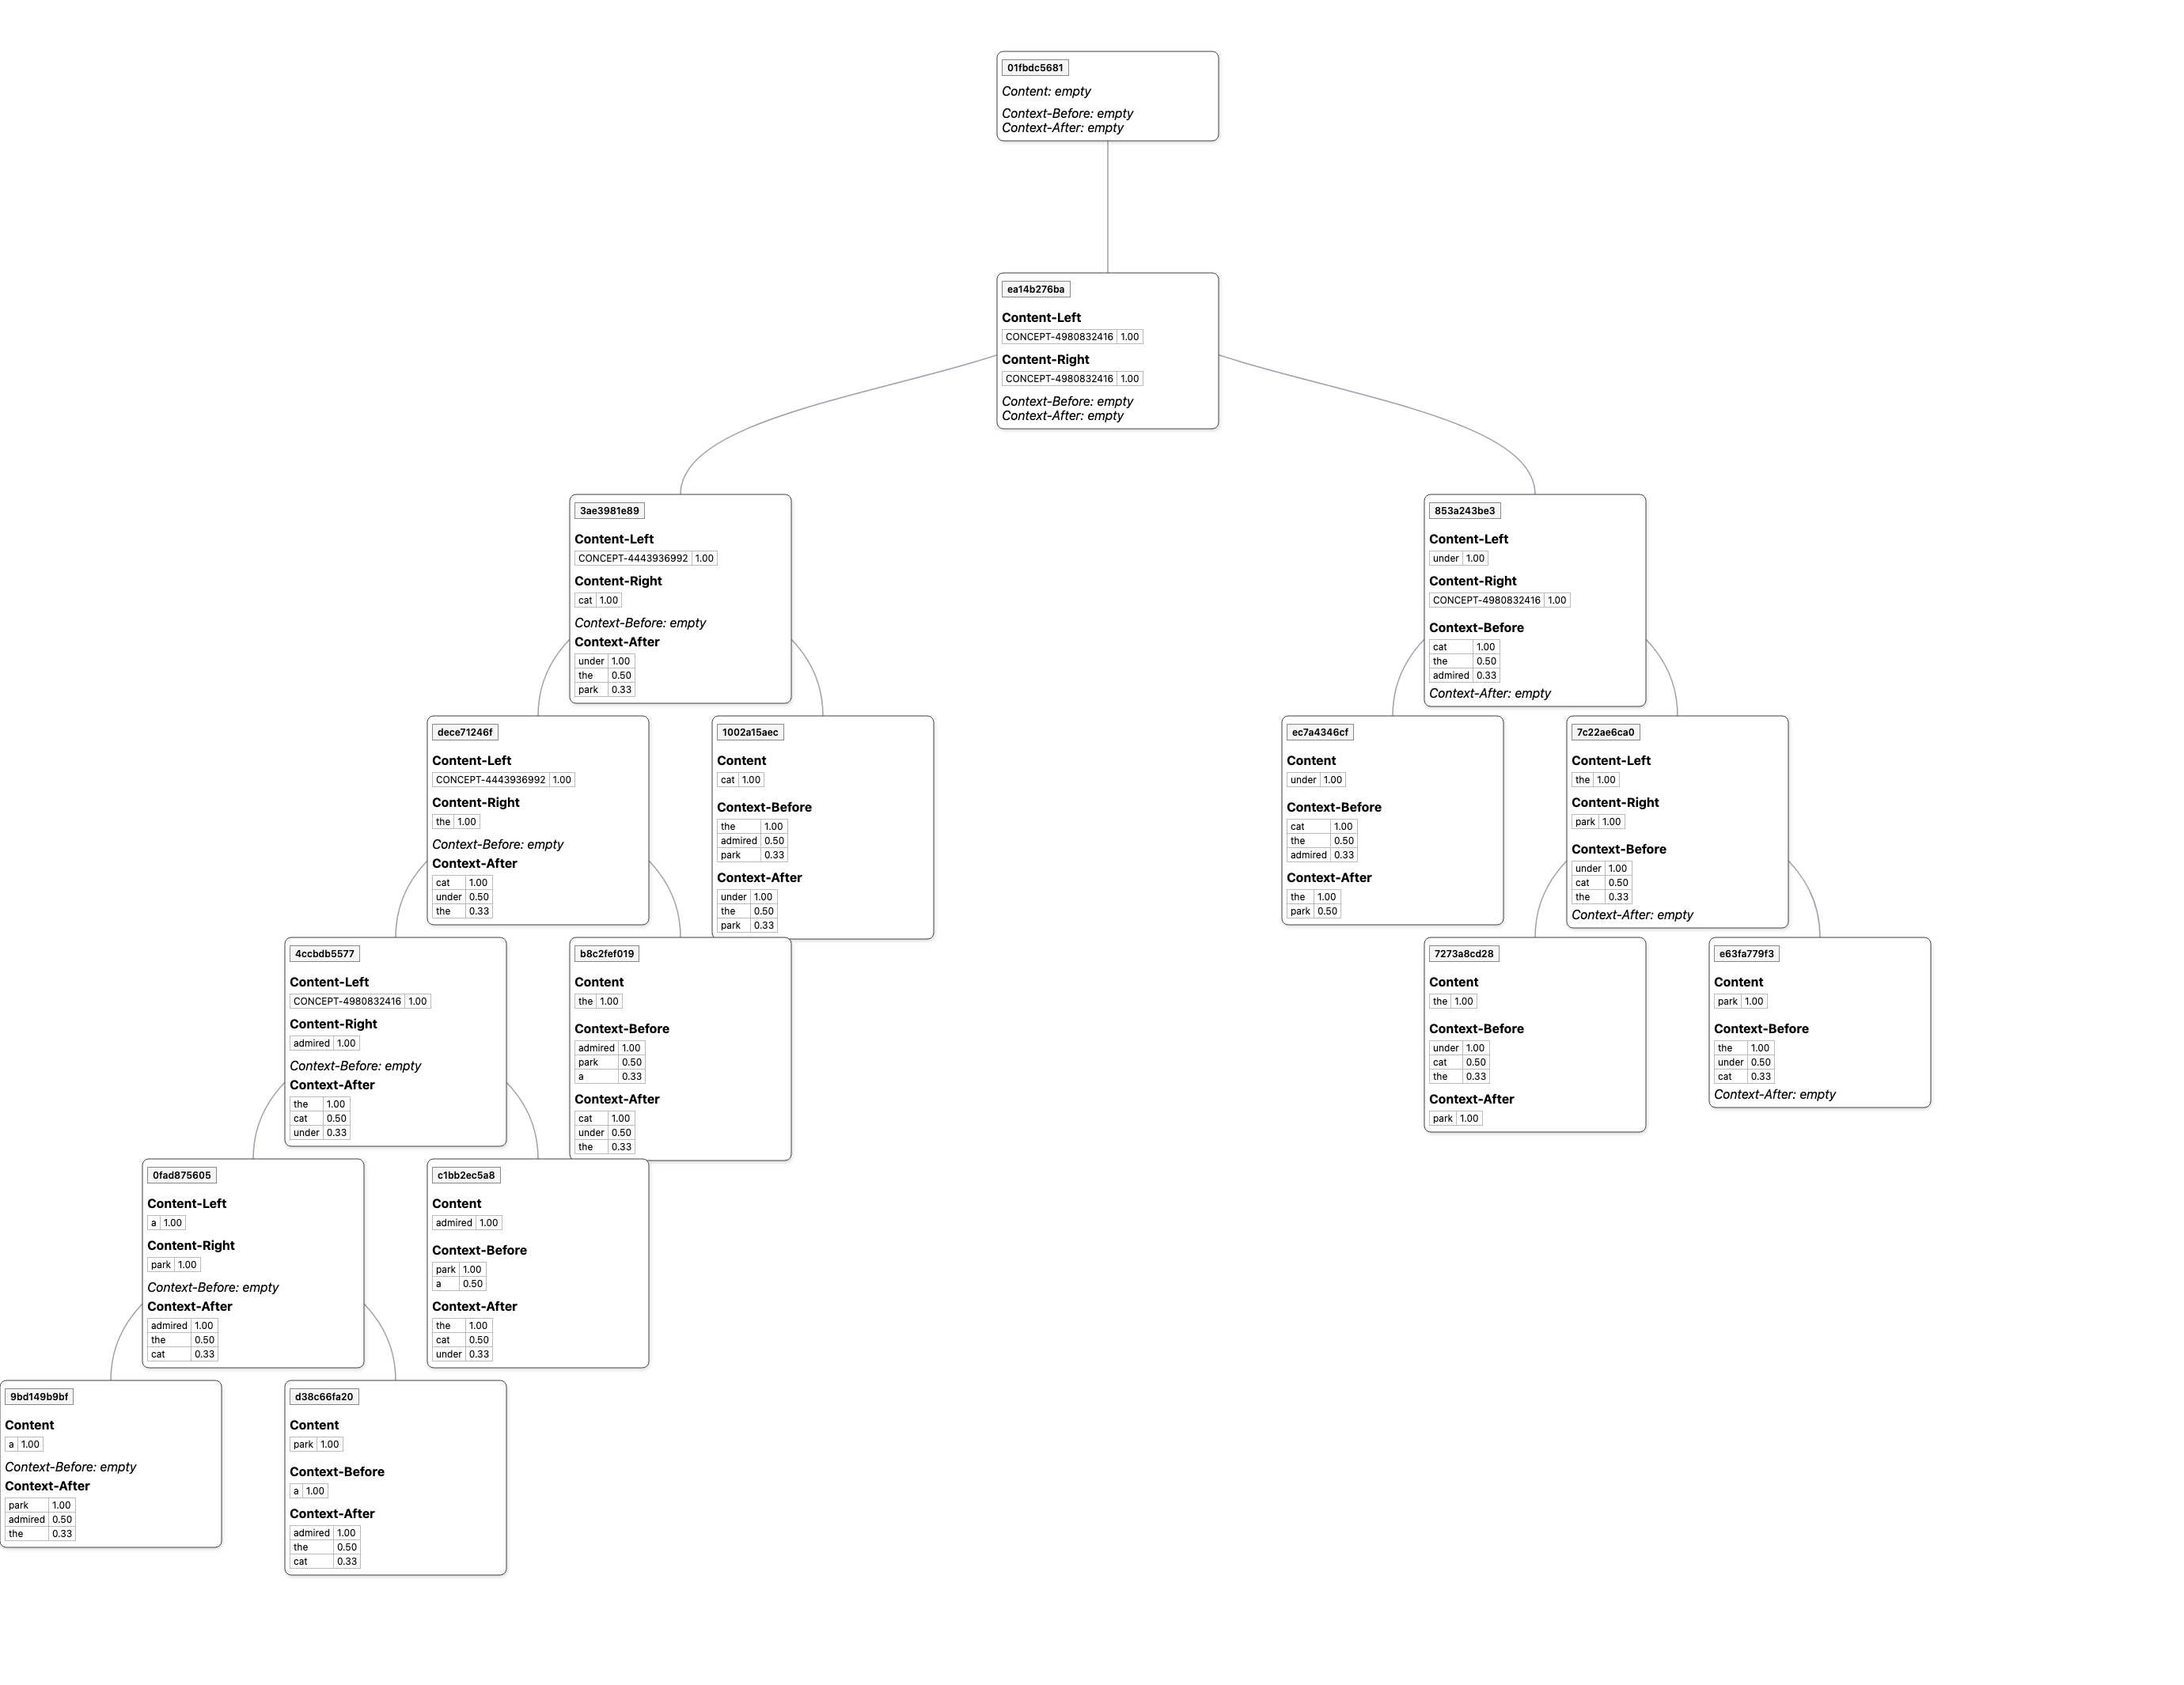 01fbdc5681
Content: empty
Context-Before: empty
Context-After: empty
ea14b276ba
Content-Left
CONCEPT-4980832416 1.00
Content-Right
CONCEPT-4980832416 1.00
Context-Before: empty
Context-After: empty
3ae3981e89
Content-Left
CONCEPT-4443936992 1.00
Content-Right
cat 1.00
Context-Before: empty
Context-After
under 1.00
the 0.50
park 0.33
853a243be3
Content-Left
under 1.00
Content-Right
CONCEPT-4980832416 1.00
Context-Before
cat 1.00
the 0.50
admired 0.33
Context-After: empty
dece71246f
Content-Left
CONCEPT-4443936992 1.00
Content-Right
the 1.00
Context-Before: empty
Context-After
cat 1.00
under 0.50
the 0.33
1002a15aec
Content
cat 1.00
Context-Before
the 1.00
admired 0.50
park 0.33
Context-After
under 1.00
the 0.50
park 0.33
ec7a4346cf
Content
under 1.00
Context-Before
cat 1.00
the 0.50
admired 0.33
Context-After
the 1.00
park 0.50
7c22ae6ca0
Content-Left
the 1.00
Content-Right
park 1.00
Context-Before
under 1.00
cat 0.50
the 0.33
Context-After: empty
4ccbdb5577
Content-Left
CONCEPT-4980832416 1.00
Content-Right
admired 1.00
Context-Before: empty
Context-After
the 1.00
cat 0.50
under 0.33
b8c2fef019
Content
the 1.00
Context-Before
admired 1.00
park 0.50
a 0.33
Context-After
cat 1.00
under 0.50
the 0.33
7273a8cd28
Content
the 1.00
Context-Before
under 1.00
cat 0.50
the 0.33
Context-After
park 1.00
e63fa779f3
Content
park 1.00
Context-Before
the 1.00
under 0.50
cat 0.33
Context-After: empty
0fad875605
Content-Left
a 1.00
Content-Right
park 1.00
Context-Before: empty
Context-After
admired 1.00
the 0.50
cat 0.33
c1bb2ec5a8
Content
admired 1.00
Context-Before
park 1.00
a 0.50
Context-After
the 1.00
cat 0.50
under 0.33
9bd149b9bf
Content
a 1.00
Context-Before: empty
Context-After
park 1.00
admired 0.50
the 0.33
d38c66fa20
Content
park 1.00
Context-Before
a 1.00
Context-After
admired 1.00
the 0.50
cat 0.33